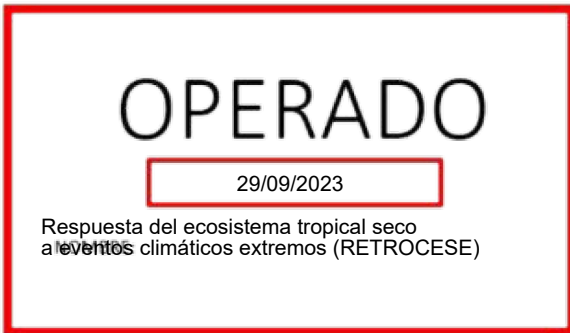 OPERADO
29/09/2023
Respuesta del ecosistema tropical seco
a eventos climáticos extremos (RETROCESE)